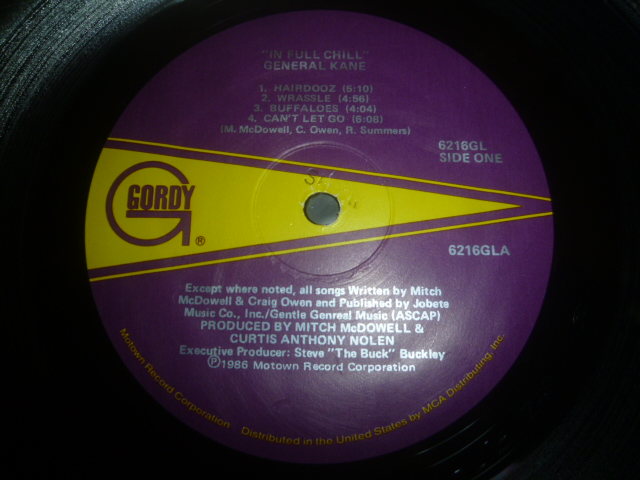 "IN FULL CHILL"
GENERAL KANE
1. HAIRDOOZ (5:10)
2. WRASSLE (4:56)
3. BUFFALOES (4:04)
4. CAN'T LET GO (6:08)
(M. McDowell, C. Owen, R. Summers)
6216GL
SIDE ONE
GORDY
®
6216GLA
Except where noted, all songs Written by Mitch
McDowell & Craig Owen and Published by Jobete
Music Co., Inc./Gentle Genreal Music (ASCAP)
PRODUCED BY MITCH McDOWELL &
CURTIS ANTHONY NOLEN
Executive Producer: Steve "The Buck" Buckley
℗1986 Motown Record Corporation
Motown Record Corporation Distributed in the United States by MCA Distributing, Inc.